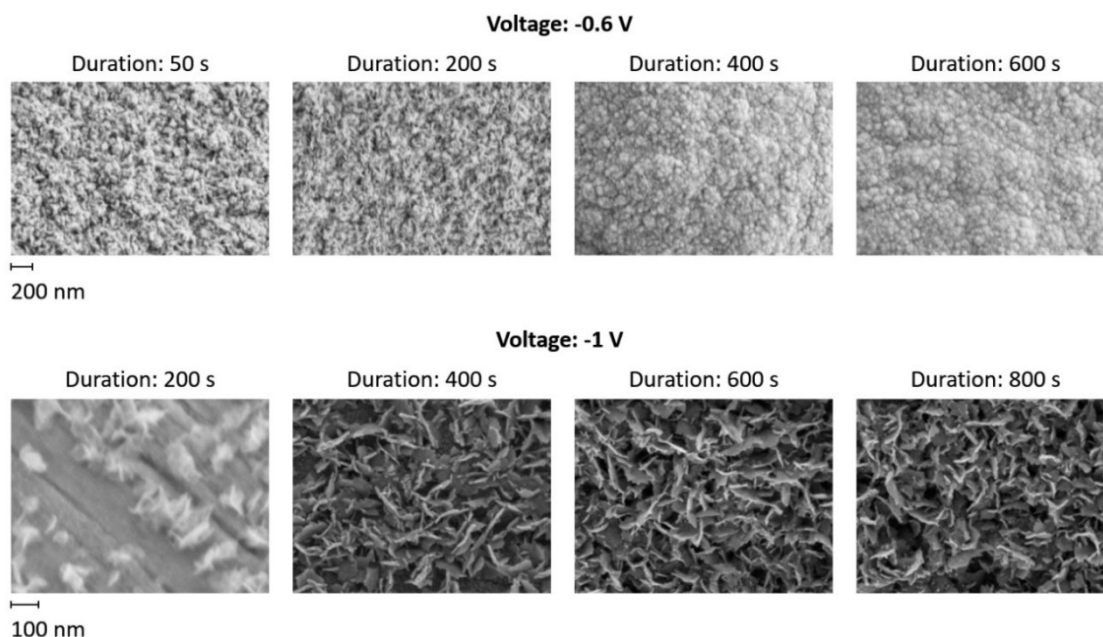 Voltage: -0.6 V
Duration: 50 s
Duration: 200 s
Duration: 400 s
Duration: 600 s
200 nm
Voltage: -1 V
Duration: 200 s
Duration: 400 s
Duration: 600 s
Duration: 800 s
100 nm